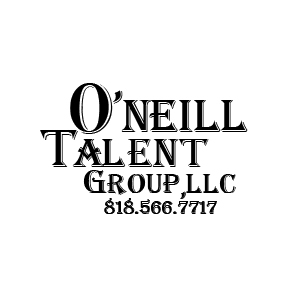 O'NEILL
TALENT
GROUP,LLC
818.566.7717